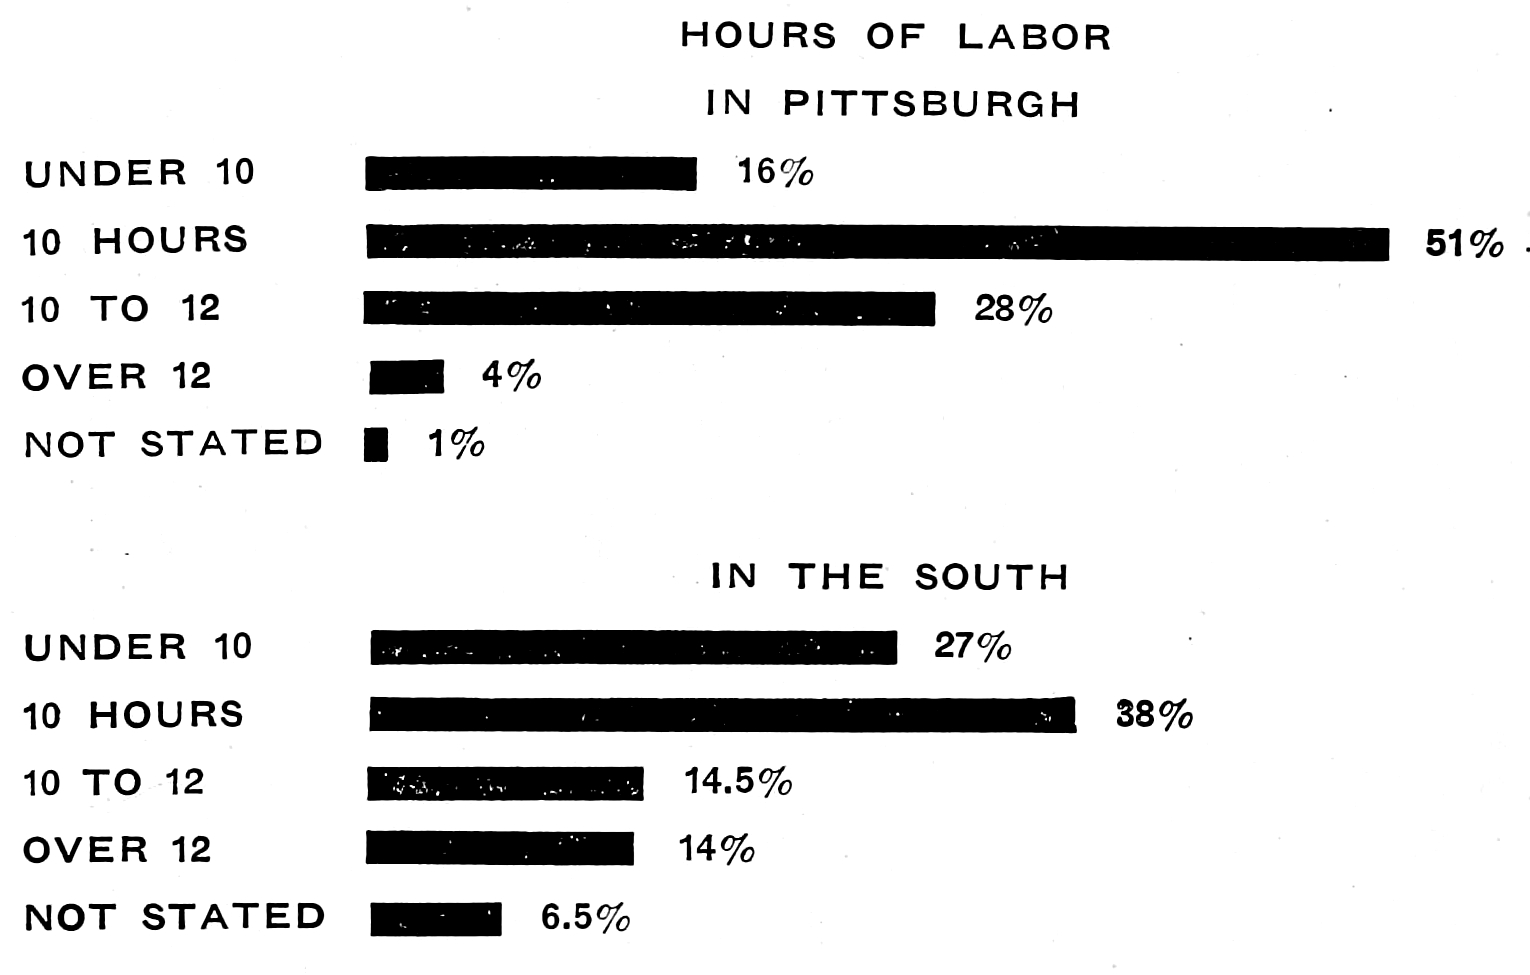 HOURS OF LABOR
IN PITTSBURGH
UNDER 10 16%
10 HOURS 51%
10 TO 12 28%
OVER 12 4%
NOT STATED 1%
IN THE SOUTH
UNDER 10 27%
10 HOURS 38%
10 TO 12 14.5%
OVER 12 14%
NOT STATED 6.5%